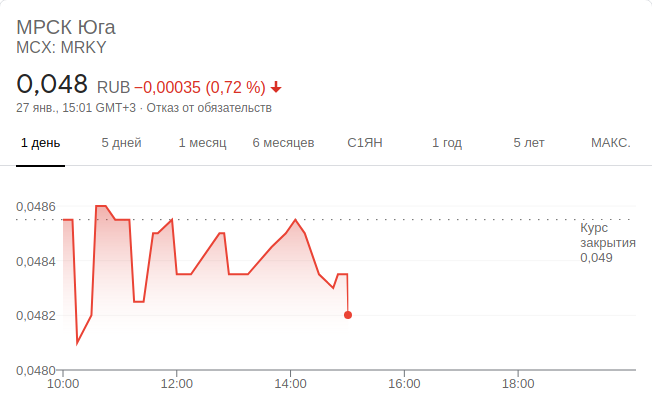 МРСК Юга
MCX: MRKY
0,048 RUB −0,00035 (0,72 %)
27 янв., 15:01 GMT+3 · Отказ от обязательств
1 день 5 дней 1 месяц 6 месяцев С1ЯН 1 год 5 лет МАКС.
0,0486
Курс
закрытия
0,049
0,0484
0,0482
0,0480
10:00 12:00 14:00 16:00 18:00